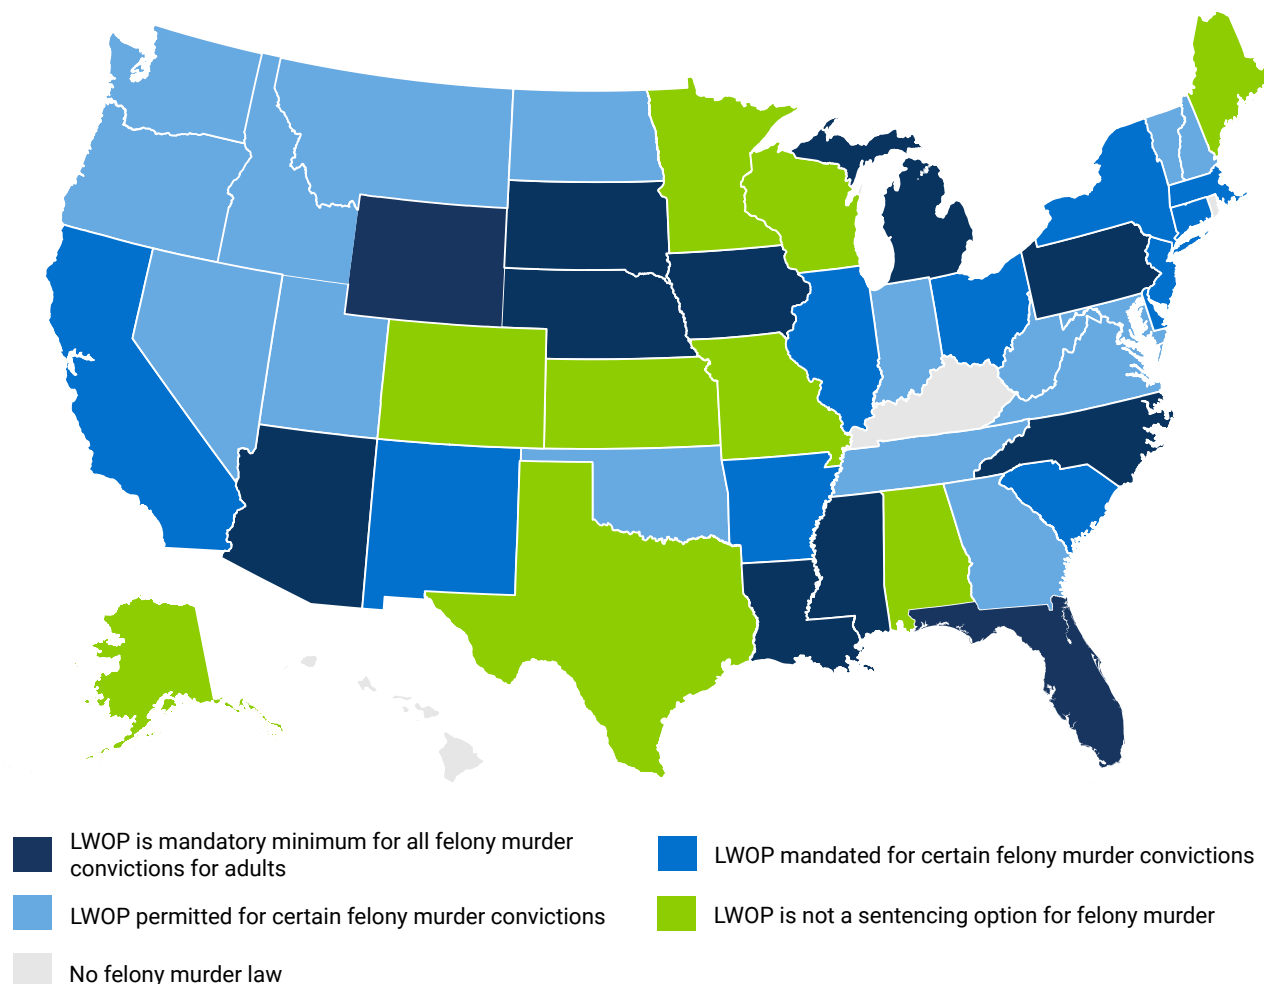 LWOP is mandatory minimum for all felony murder
convictions for adults
LWOP mandated for certain felony murder convictions
LWOP permitted for certain felony murder convictions
LWOP is not a sentencing option for felony murder
No felony murder law